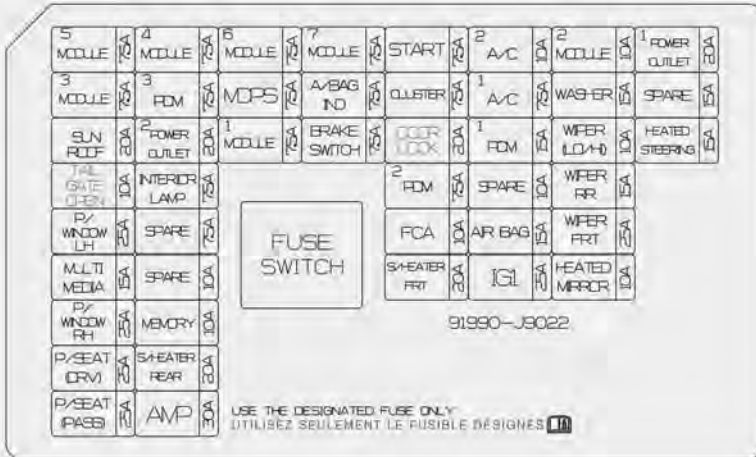 5 MODULE 7.5A
4 MODULE 7.5A
6 MODULE 7.5A
7 MODULE 7.5A
START 7.5A
2 A/C 10A
2 MODULE 10A
1 POWER OUTLET 20A
3 MODULE 7.5A
3 PDM 7.5A
MDPS 7.5A
A/BAG IND 7.5A
CLUSTER 7.5A
1 A/C 7.5A
WASHER 15A
SPARE 15A
SUN ROOF 20A
2 POWER OUTLET 20A
1 MODULE 7.5A
BRAKE SWITCH 7.5A
DOOR LOCK 20A
1 PDM 15A
WIPER (LO/HI) 10A
HEATED STEERING 15A
TAIL GATE OPEN 10A
INTERIOR LAMP 7.5A
2 PDM 7.5A
SPARE 10A
WIPER RR 15A
P/ WINDOW LH 25A
SPARE 7.5A
FUSE SWITCH
FCA 10A
AIR BAG 15A
WIPER FRT 25A
MULTI MEDIA 15A
SPARE 10A
S/HEATER FRT 20A
IG1 25A
HEATED MIRROR 10A
P/ WINDOW RH 25A
MEMORY 10A
91990-J9022
P/SEAT (DRV) 25A
S/HEATER REAR 20A
P/SEAT (PASS) 25A
AMP 30A
USE THE DESIGNATED FUSE ONLY
UTILISEZ SEULEMENT LE FUSIBLE DÉSIGNÉS